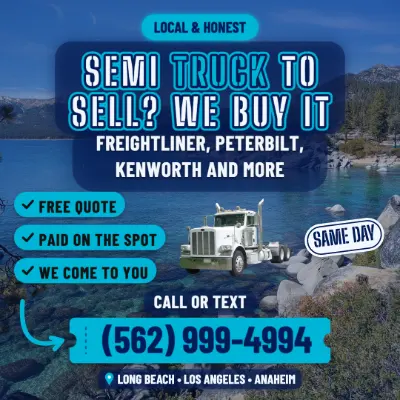 LOCAL & HONEST
SEMI TRUCK TO
SELL? WE BUY IT
FREIGHTLINER, PETERBILT,
KENWORTH AND MORE
FREE QUOTE
PAID ON THE SPOT
WE COME TO YOU
SAME DAY
CALL OR TEXT
(562) 999-4994
LONG BEACH • LOS ANGELES • ANAHEIM